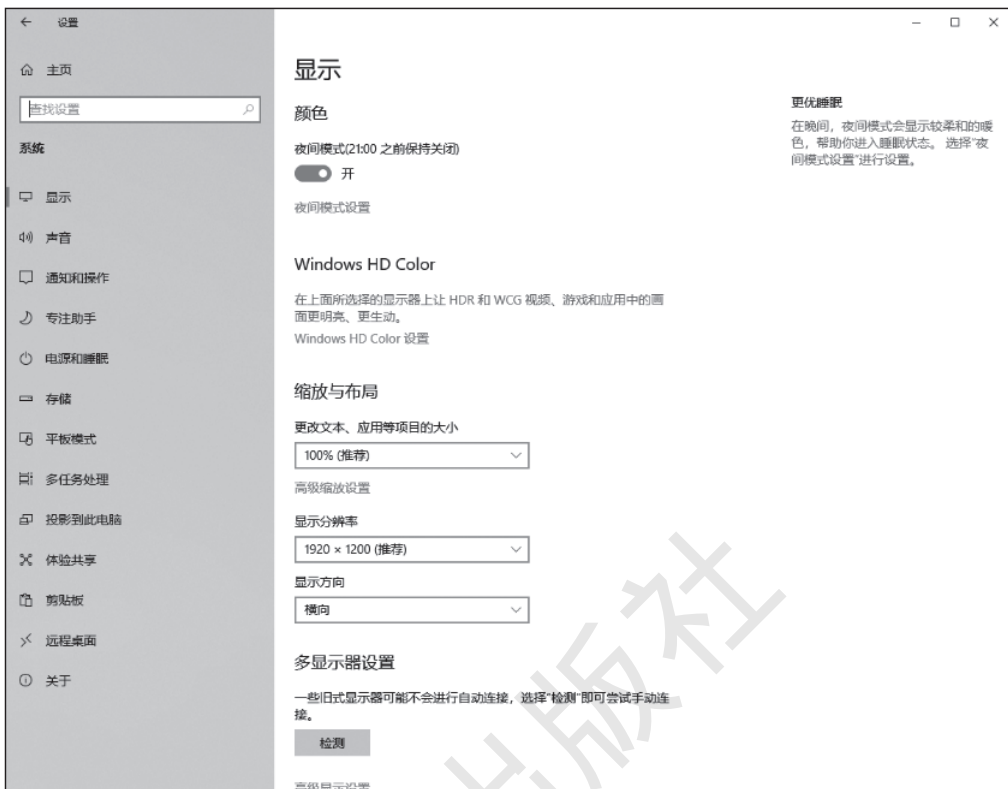 设置
主页
查找设置
系统
显示
声音
通知和操作
专注助手
电源和睡眠
存储
平板模式
多任务处理
投影到此电脑
体验共享
剪贴板
远程桌面
关于
显示
颜色
夜间模式(21:00 之前保持关闭)
开
夜间模式设置
Windows HD Color
在上面所选择的显示器上让 HDR 和 WCG 视频、游戏和应用中的画
面更明亮、更生动。
Windows HD Color 设置
缩放与布局
更改文本、应用等项目的大小
100% (推荐)
高级缩放设置
显示分辨率
1920 × 1200 (推荐)
显示方向
横向
多显示器设置
一些旧式显示器可能不会进行自动连接，选择"检测"即可尝试手动连
接。
检测
高级显示设置
更优睡眠
在晚间，夜间模式会显示较柔和的暖
色，帮助你进入睡眠状态。 选择"夜
间模式设置"进行设置。
出版社